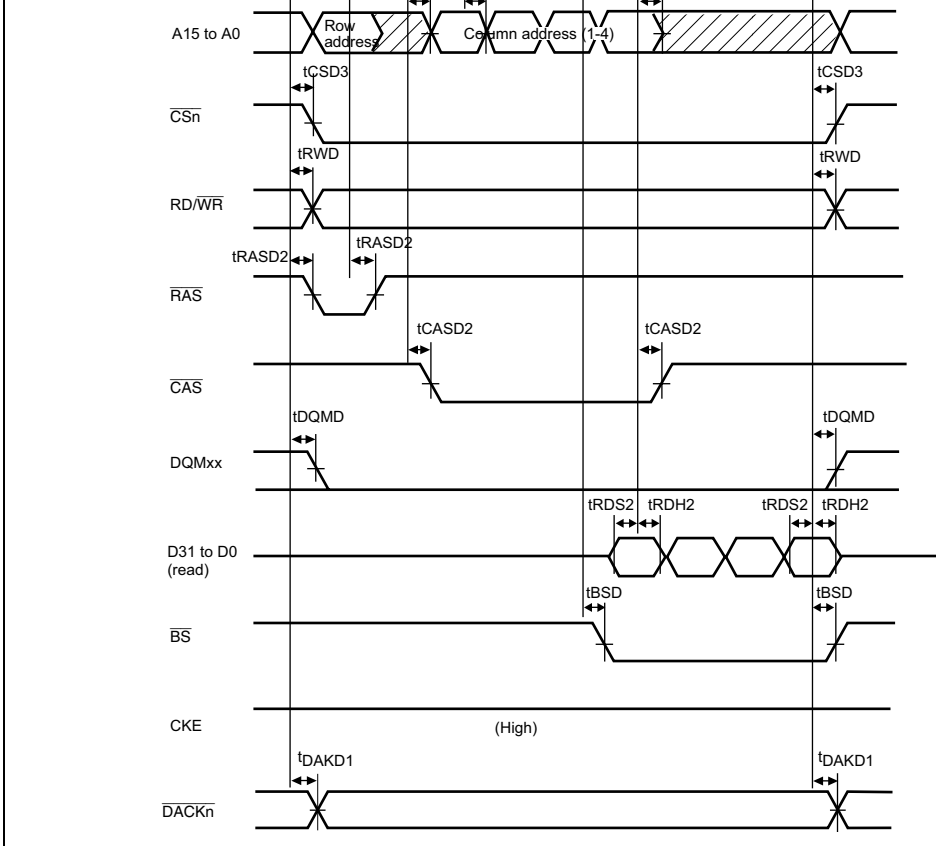 A15 to A0
Row
address
Column address (1-4)
tCSD3
tCSD3
CSn
tRWD
tRWD
RD/WR
tRASD2
tRASD2
RAS
tCASD2
tCASD2
CAS
tDQMD
tDQMD
DQMxx
tRDS2
tRDH2
tRDS2
tRDH2
D31 to D0
(read)
tBSD
tBSD
BS
CKE
(High)
tDAKD1
tDAKD1
DACKn